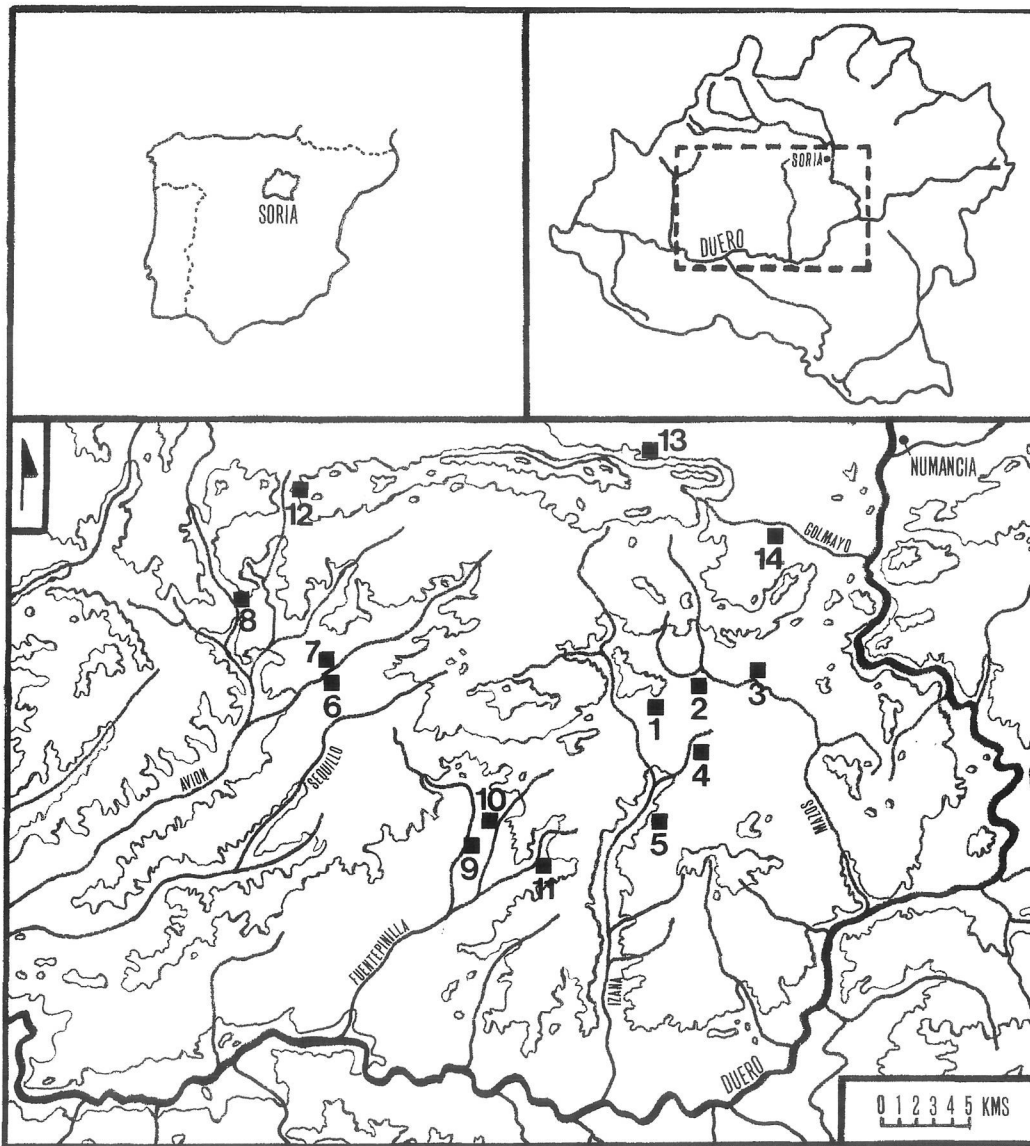 SORIA
SORIA
DUERO
NUMANCIA
13
12
GOLMAYO
14
8
7
6
3
2
1
4
AVION
SEQUILLO
10
5
MAZOS
9
11
FUENTEPINILLA
IZANA
DUERO
0 1 2 3 4 5 KMS